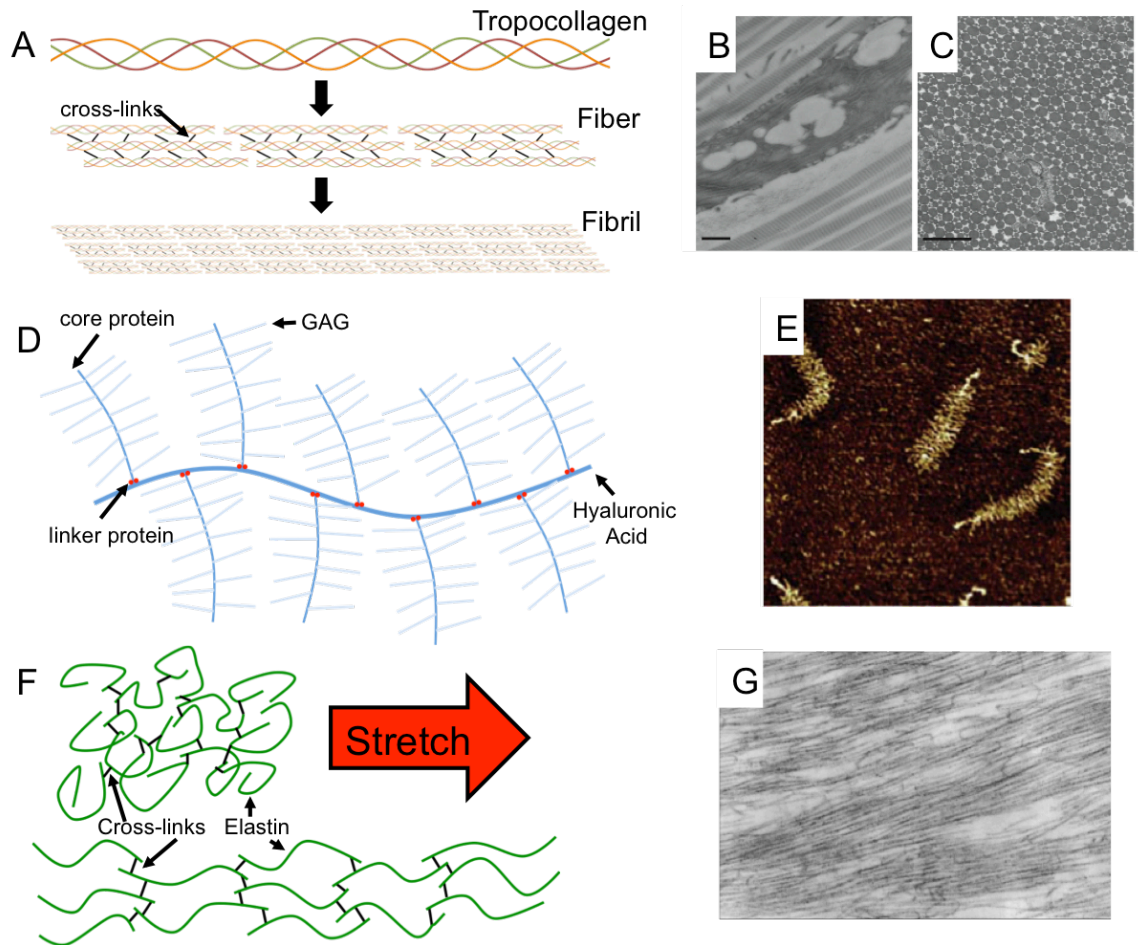 A
Tropocollagen
cross-links
Fiber
Fibril
B
C
D
core protein
GAG
linker protein
Hyaluronic
Acid
E
F
Stretch
Cross-links
Elastin
G